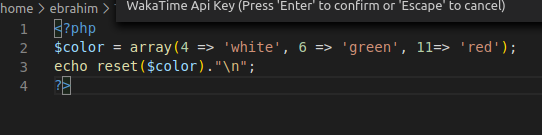 home > ebrahim >
WakaTime Api Key (Press 'Enter' to confirm or 'Escape' to cancel)
1 <?php
2 $color = array(4 => 'white', 6 => 'green', 11=> 'red');
3 echo reset($color)."\n";
4 ?>